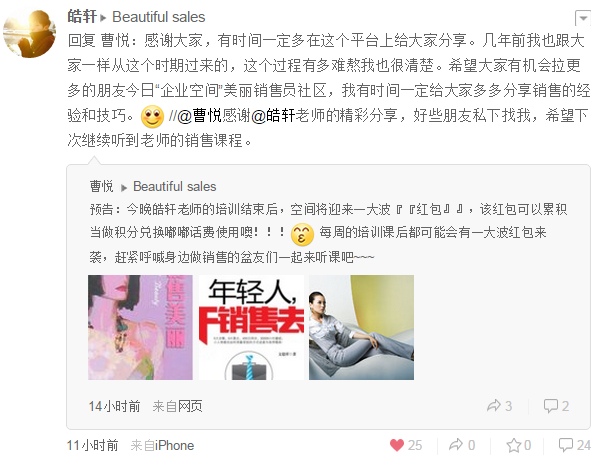 皓轩 Beautiful sales
回复 曹悦：感谢大家，有时间一定多在这个平台上给大家分享。几年前我也跟大
家一样从这个时期过来的，这个过程有多难熬我也很清楚。希望大家有机会拉更
多的朋友今日“企业空间”美丽销售员社区，我有时间一定给大家多多分享销售的经
验和技巧。 //@曹悦感谢@皓轩老师的精彩分享，好些朋友私下找我，希望下
次继续听到老师的销售课程。
曹悦 Beautiful sales
预告：今晚皓轩老师的培训结束后，空间将迎来一大波『『红包』』，该红包可以累积
当做积分兑换嘟嘟话费使用噢！！！ 每周的培训课后都可能会有一大波红包来
袭，赶紧呼喊身边做销售的盆友们一起来听课吧~~~
售美丽
年轻人，
干销售去
14小时前 来自网页 3 2
11小时前 来自iPhone 25 0 0 24